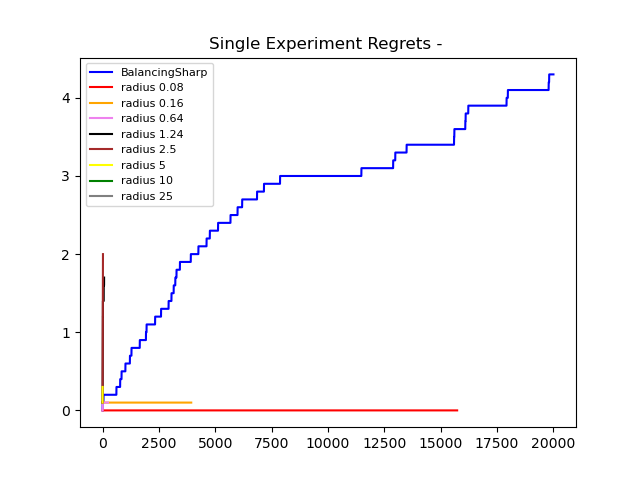 Single Experiment Regrets -
BalancingSharp
radius 0.08
radius 0.16
radius 0.64
radius 1.24
radius 2.5
radius 5
radius 10
radius 25
4
3
2
1
0
0 2500 5000 7500 10000 12500 15000 17500 20000